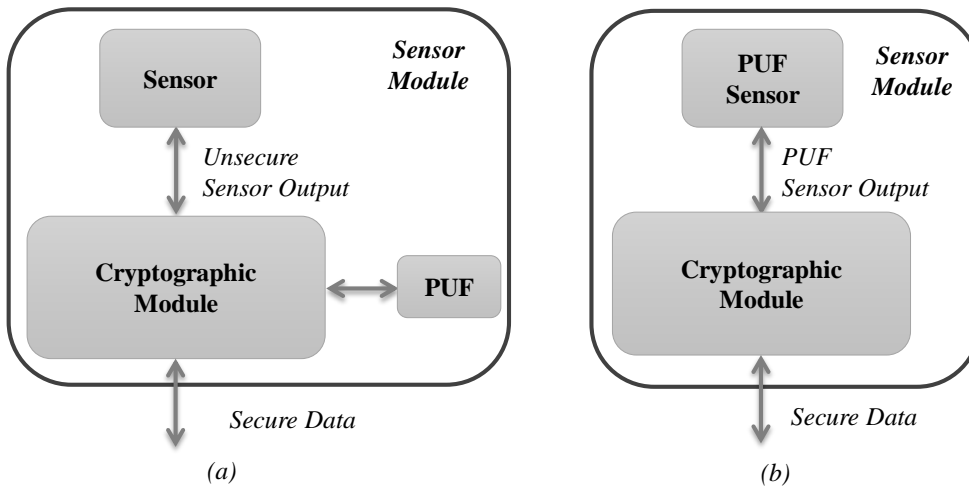 Sensor
Sensor
Module
Unsecure
Sensor Output
Cryptographic
Module
PUF
Secure Data
(a)
PUF
Sensor
Sensor
Module
PUF
Sensor Output
Cryptographic
Module
Secure Data
(b)